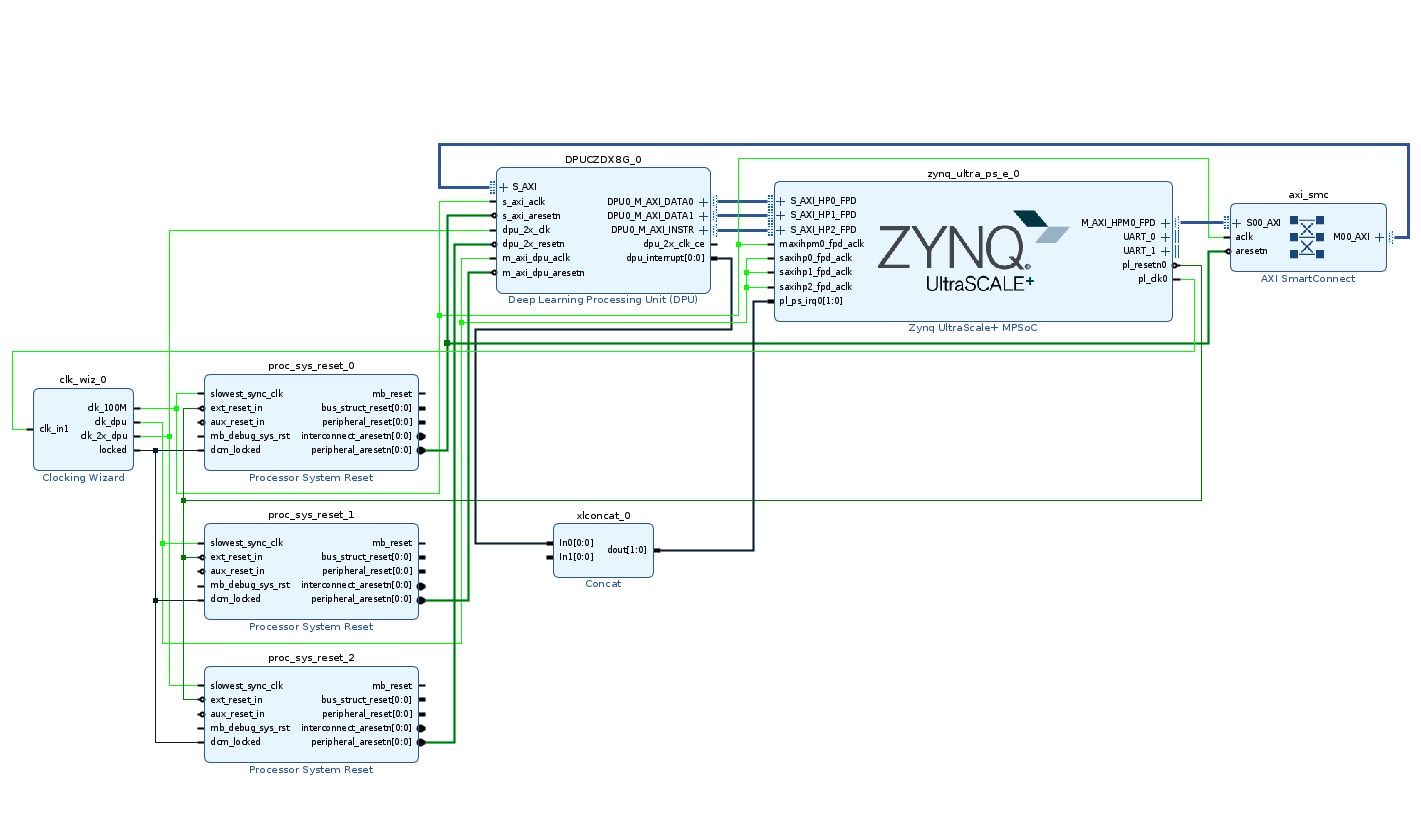 DPUCZDX8G_0
S_AXI
s_axi_aclk
s_axi_aresetn
dpu_2x_clk
dpu_2x_resetn
m_axi_dpu_aclk
m_axi_dpu_aresetn
DPU0_M_AXI_DATA0
DPU0_M_AXI_DATA1
DPU0_M_AXI_INSTR
dpu_2x_clk_ce
dpu_interrupt[0:0]
Deep Learning Processing Unit (DPU)
zynq_ultra_ps_e_0
S_AXI_HP0_FPD
S_AXI_HP1_FPD
S_AXI_HP2_FPD
maxihpm0_fpd_aclk
saxihp0_fpd_aclk
saxihp1_fpd_aclk
saxihp2_fpd_aclk
pl_ps_irq0[1:0]
ZYNQ
UltraSCALE+
M_AXI_HPM0_FPD
UART_0
UART_1
pl_resetn0
pl_clk0
Zynq UltraScale+ MPSoC
axi_smc
S00_AXI
aclk
aresetn
M00_AXI
AXI SmartConnect
clk_wiz_0
clk_in1
clk_100M
clk_dpu
clk_2x_dpu
locked
Clocking Wizard
proc_sys_reset_0
slowest_sync_clk
ext_reset_in
aux_reset_in
mb_debug_sys_rst
dcm_locked
mb_reset
bus_struct_reset[0:0]
peripheral_reset[0:0]
interconnect_aresetn[0:0]
peripheral_aresetn[0:0]
Processor System Reset
proc_sys_reset_1
slowest_sync_clk
ext_reset_in
aux_reset_in
mb_debug_sys_rst
dcm_locked
mb_reset
bus_struct_reset[0:0]
peripheral_reset[0:0]
interconnect_aresetn[0:0]
peripheral_aresetn[0:0]
Processor System Reset
xlconcat_0
In0[0:0]
In1[0:0]
dout[1:0]
Concat
proc_sys_reset_2
slowest_sync_clk
ext_reset_in
aux_reset_in
mb_debug_sys_rst
dcm_locked
mb_reset
bus_struct_reset[0:0]
peripheral_reset[0:0]
interconnect_aresetn[0:0]
peripheral_aresetn[0:0]
Processor System Reset